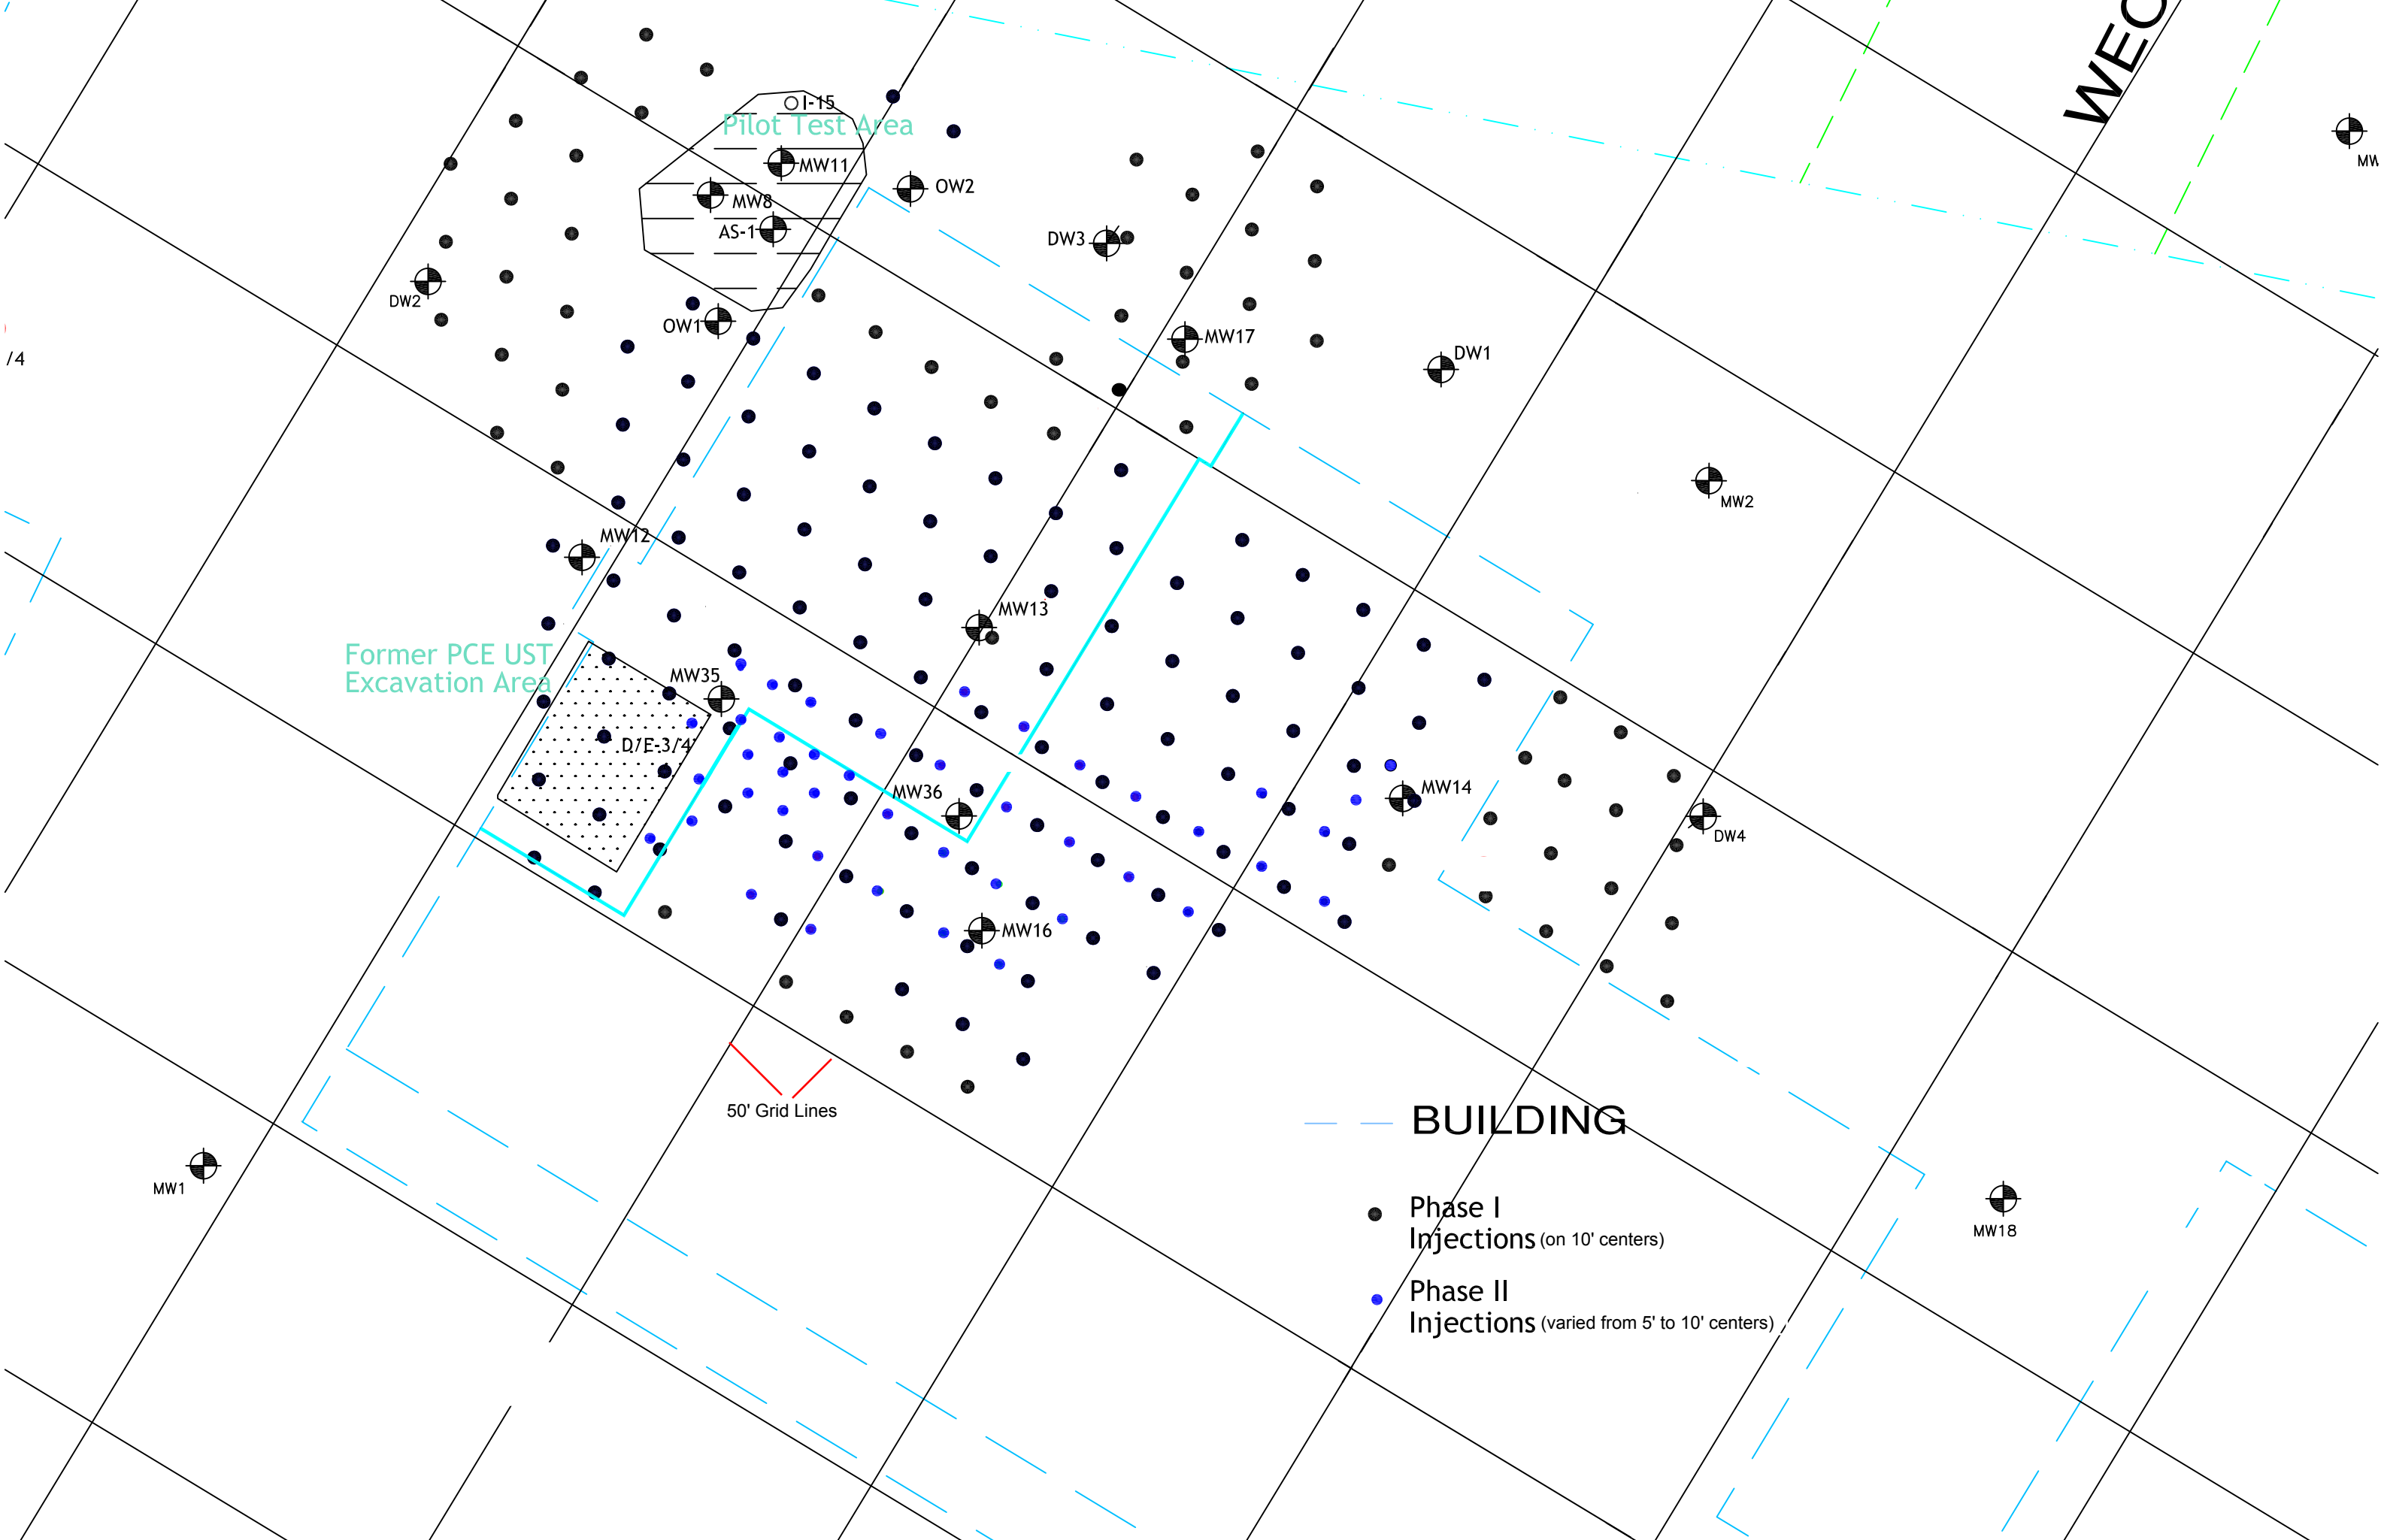 WEC
I-15
Pilot Test Area
MW
MW11
OW2
MW8
AS-1
DW3
DW2
OW1
MW17
/4
DW1
MW2
MW12
MW13
Former PCE UST
Excavation Area
MW35
D/E-3/4
MW36
MW14
DW4
MW16
50' Grid Lines
BUILDING
MW1
Phase I
Injections (on 10' centers)
MW18
Phase II
Injections (varied from 5' to 10' centers)